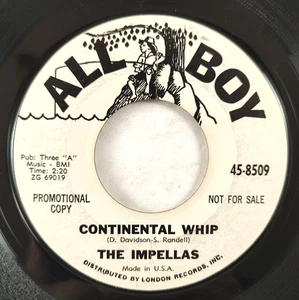 ALL BOY
Pub: Three "A"
Music - BMI
Time: 2:20
ZG 69019
45-8509
PROMOTIONAL
COPY
NOT FOR SALE
CONTINENTAL WHIP
(D. Davidson-S. Randell)
THE IMPELLAS
Made in U.S.A.
DISTRIBUTED BY LONDON RECORDS, INC.